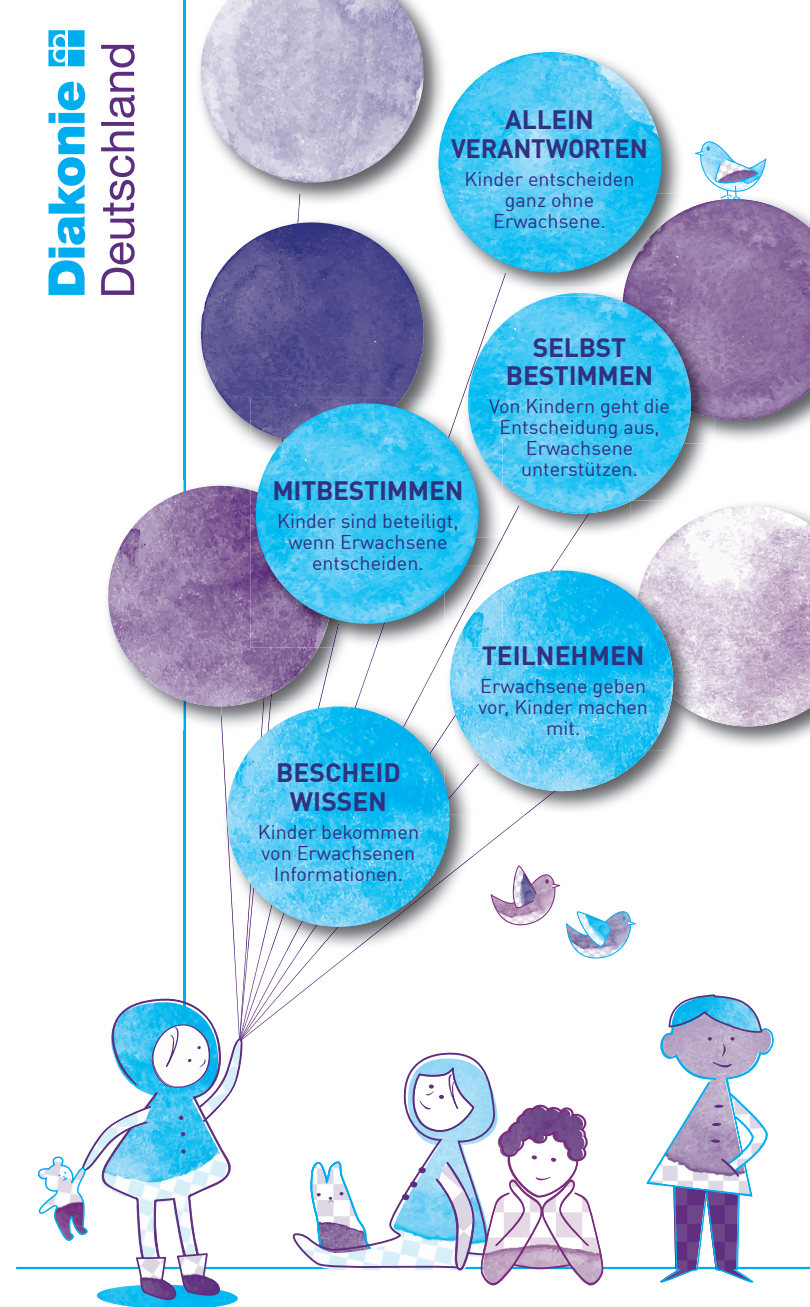 Diakonie
Deutschland
ALLEIN
VERANTWORTEN
Kinder entscheiden
ganz ohne
Erwachsene.
SELBST
BESTIMMEN
Von Kindern geht die
Entscheidung aus,
Erwachsene
unterstützen.
MITBESTIMMEN
Kinder sind beteiligt,
wenn Erwachsene
entscheiden.
TEILNEHMEN
Erwachsene geben
vor, Kinder machen
mit.
BESCHEID
WISSEN
Kinder bekommen
von Erwachsenen
Informationen.